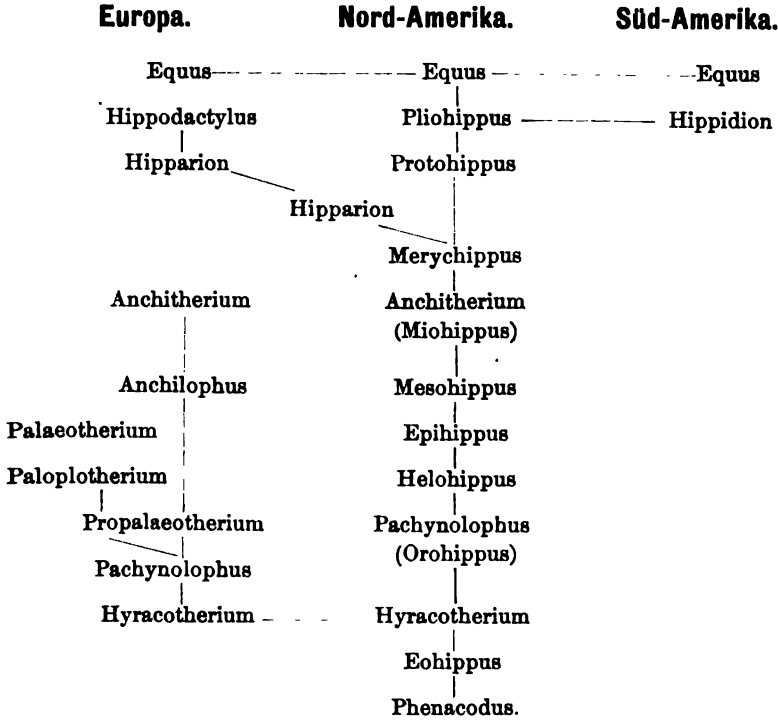 Europa. Nord-Amerika. Süd-Amerika.
Equus Equus Equus
Hippodactylus Pliohippus Hippidion
Hipparion Protohippus
Hipparion
Merychippus
Anchitherium Anchitherium
(Miohippus)
Anchilophus Mesohippus
Palaeotherium Epihippus
Paloplotherium Helohippus
Propalaeotherium Pachynolophus
(Orohippus)
Pachynolophus
Hyracotherium Hyracotherium
Eohippus
Phenacodus.